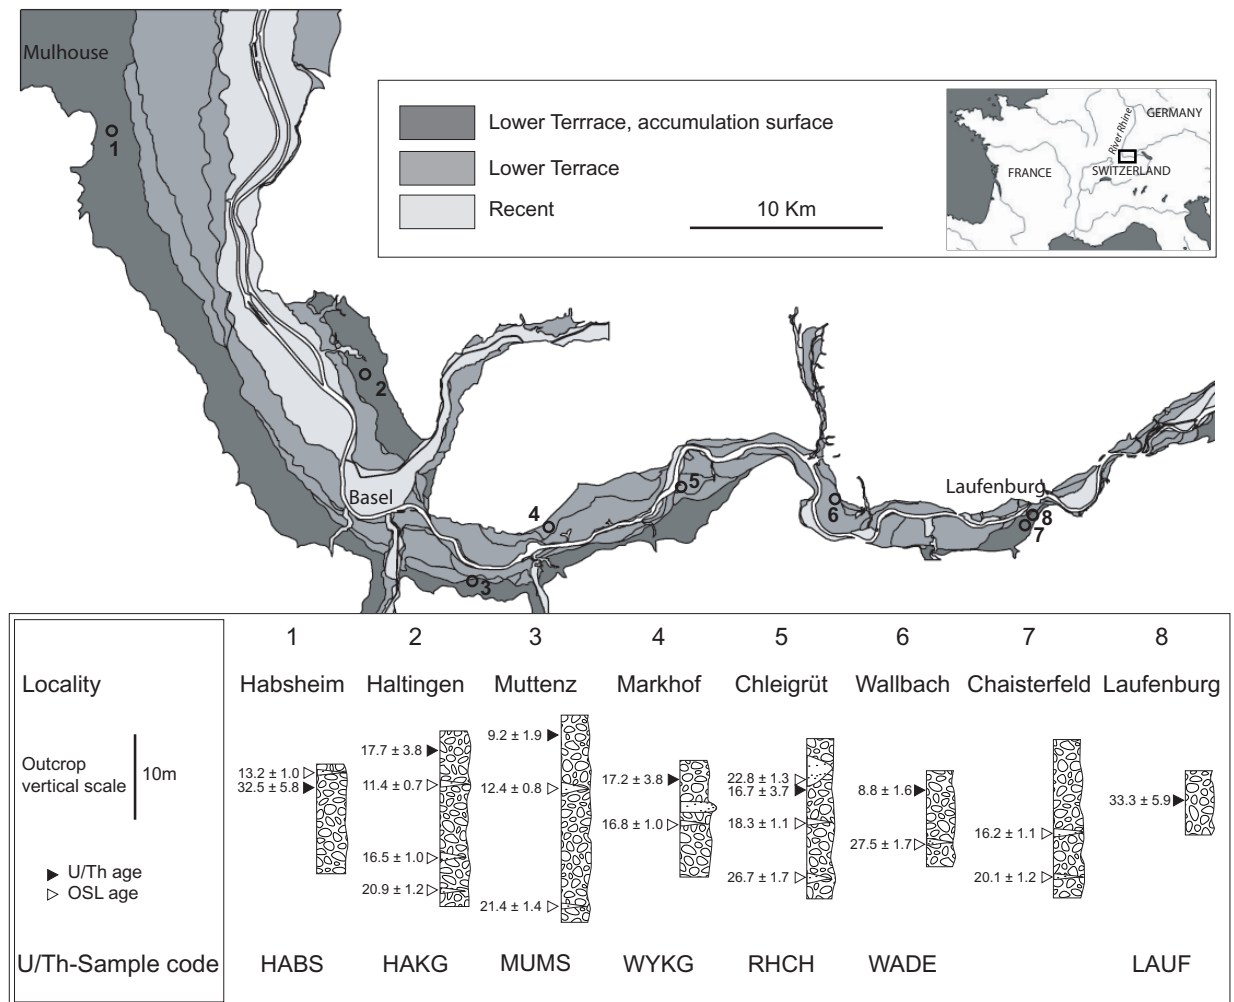 Mulhouse
1
Lower Terrrace, accumulation surface
Lower Terrace
Recent
10 Km
GERMANY
River Rhine
FRANCE
SWITZERLAND
2
Basel
3
4
5
6
Laufenburg
8
7
1 2 3 4 5 6 7 8
Locality Habsheim Haltingen Muttenz Markhof Chleigrüt Wallbach Chaisterfeld Laufenburg
Outcrop
vertical scale
10m
13.2 ± 1.0
32.5 ± 5.8
17.7 ± 3.8
11.4 ± 0.7
16.5 ± 1.0
20.9 ± 1.2
9.2 ± 1.9
12.4 ± 0.8
21.4 ± 1.4
17.2 ± 3.8
16.8 ± 1.0
22.8 ± 1.3
16.7 ± 3.7
18.3 ± 1.1
26.7 ± 1.7
8.8 ± 1.6
27.5 ± 1.7
16.2 ± 1.1
20.1 ± 1.2
33.3 ± 5.9
U/Th age
OSL age
U/Th-Sample code HABS HAKG MUMS WYKG RHCH WADE LAUF